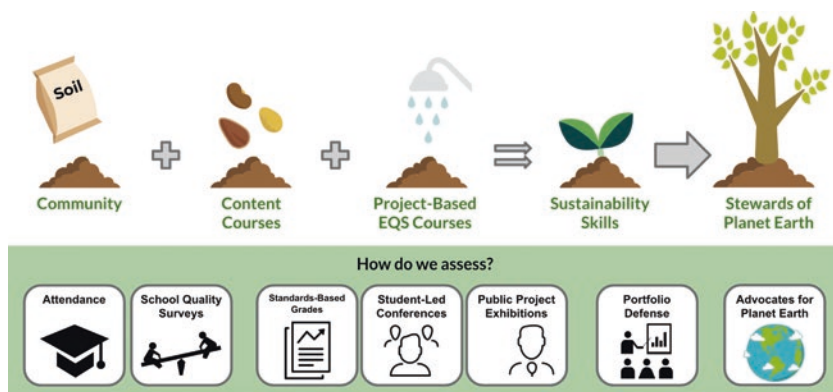 Soil
Community
Content
Courses
Project-Based
EQS Courses
Sustainability
Skills
Stewards of
Planet Earth
How do we assess?
Attendance
School Quality
Surveys
Standards-Based
Grades
Student-Led
Conferences
Public Project
Exhibitions
Portfolio
Defense
Advocates for
Planet Earth